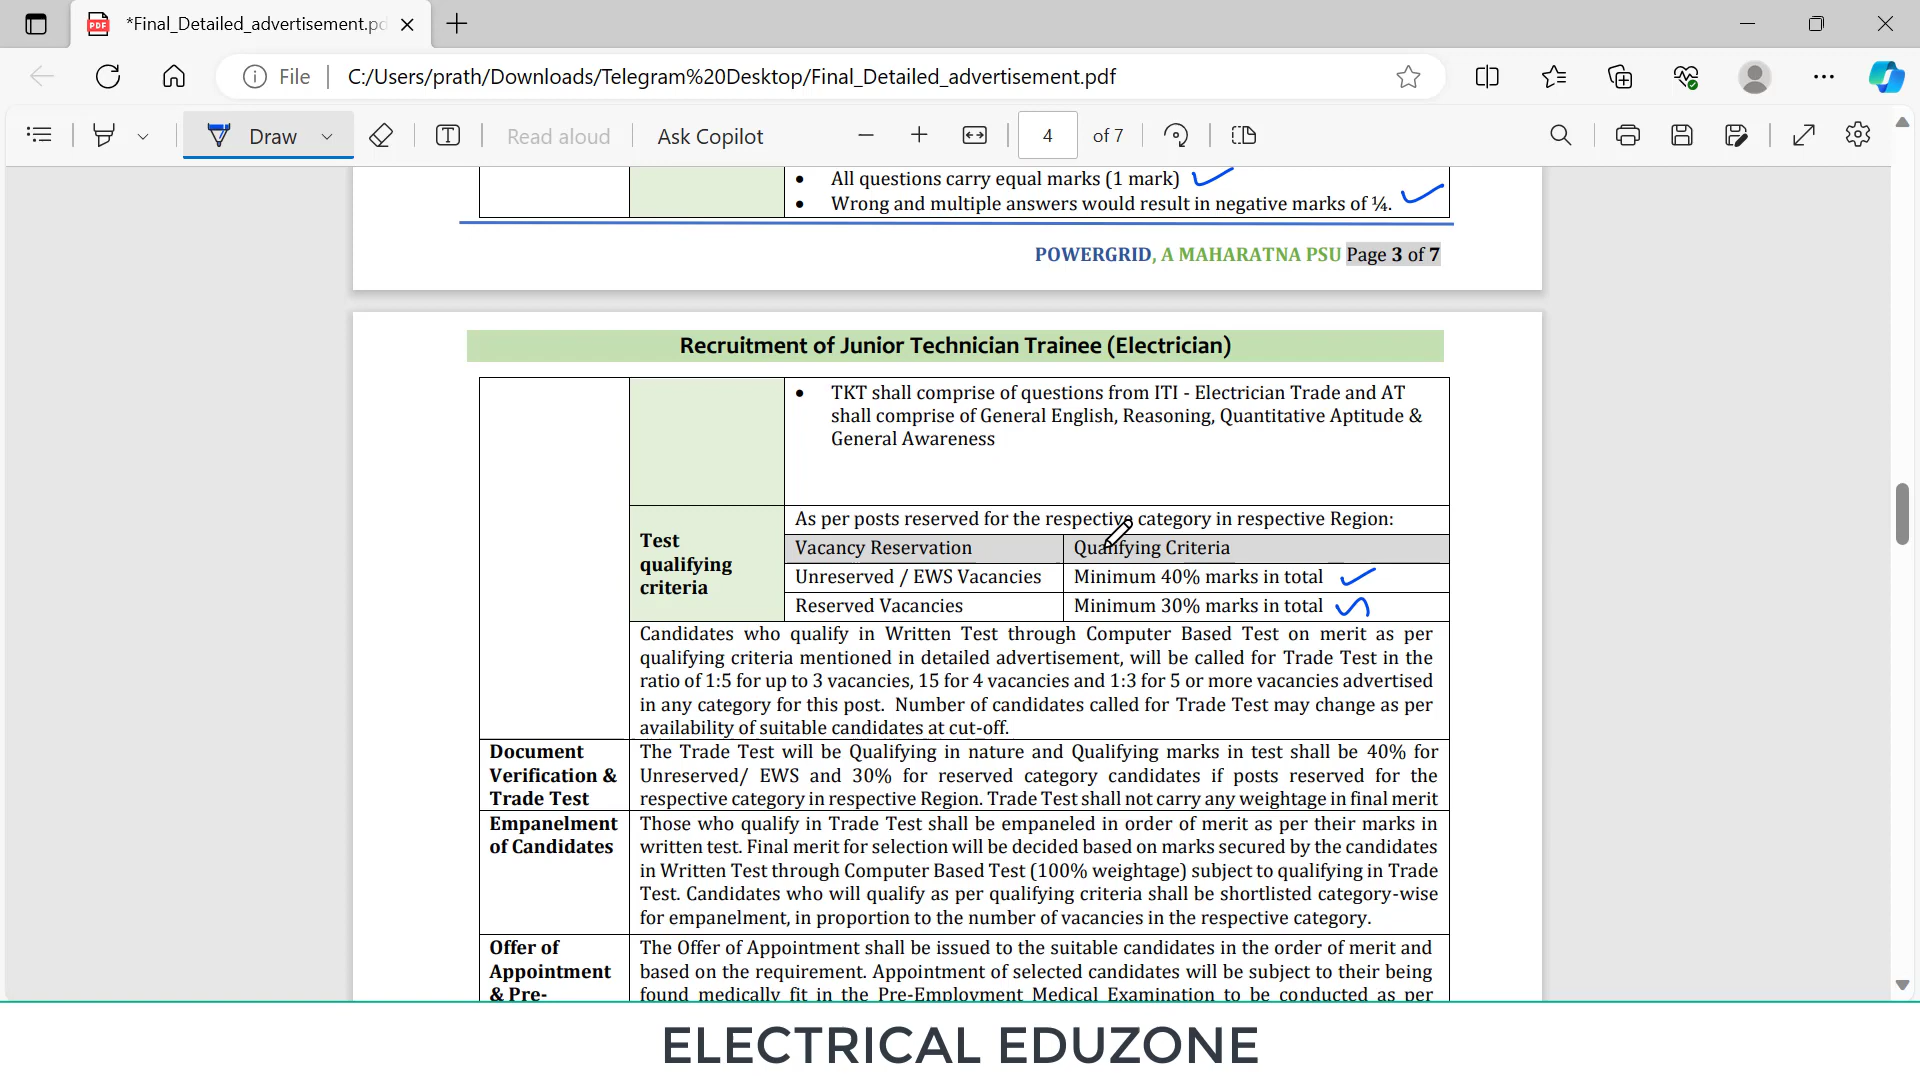 *Final_Detailed_advertisement.pd
File
C:/Users/prath/Downloads/Telegram%20Desktop/Final_Detailed_advertisement.pdf
Draw
Read aloud
Ask Copilot
4
of 7
• All questions carry equal marks (1 mark)
• Wrong and multiple answers would result in negative marks of ¼.
POWERGRID, A MAHARATNA PSU Page 3 of 7
Recruitment of Junior Technician Trainee (Electrician)
• TKT shall comprise of questions from ITI - Electrician Trade and AT
shall comprise of General English, Reasoning, Quantitative Aptitude &
General Awareness
Test
qualifying
criteria
As per posts reserved for the respective category in respective Region:
Vacancy Reservation
Qualifying Criteria
Unreserved / EWS Vacancies
Minimum 40% marks in total
Reserved Vacancies
Minimum 30% marks in total
Candidates who qualify in Written Test through Computer Based Test on merit as per
qualifying criteria mentioned in detailed advertisement, will be called for Trade Test in the
ratio of 1:5 for up to 3 vacancies, 15 for 4 vacancies and 1:3 for 5 or more vacancies advertised
in any category for this post. Number of candidates called for Trade Test may change as per
availability of suitable candidates at cut-off.
Document
Verification &
Trade Test
The Trade Test will be Qualifying in nature and Qualifying marks in test shall be 40% for
Unreserved/ EWS and 30% for reserved category candidates if posts reserved for the
respective category in respective Region. Trade Test shall not carry any weightage in final merit
Empanelment
of Candidates
Those who qualify in Trade Test shall be empaneled in order of merit as per their marks in
written test. Final merit for selection will be decided based on marks secured by the candidates
in Written Test through Computer Based Test (100% weightage) subject to qualifying in Trade
Test. Candidates who will qualify as per qualifying criteria shall be shortlisted category-wise
for empanelment, in proportion to the number of vacancies in the respective category.
Offer of
Appointment
& Pre-
The Offer of Appointment shall be issued to the suitable candidates in the order of merit and
based on the requirement. Appointment of selected candidates will be subject to their being
found medically fit in the Pre-Employment Medical Examination to be conducted as per
ELECTRICAL EDUZONE